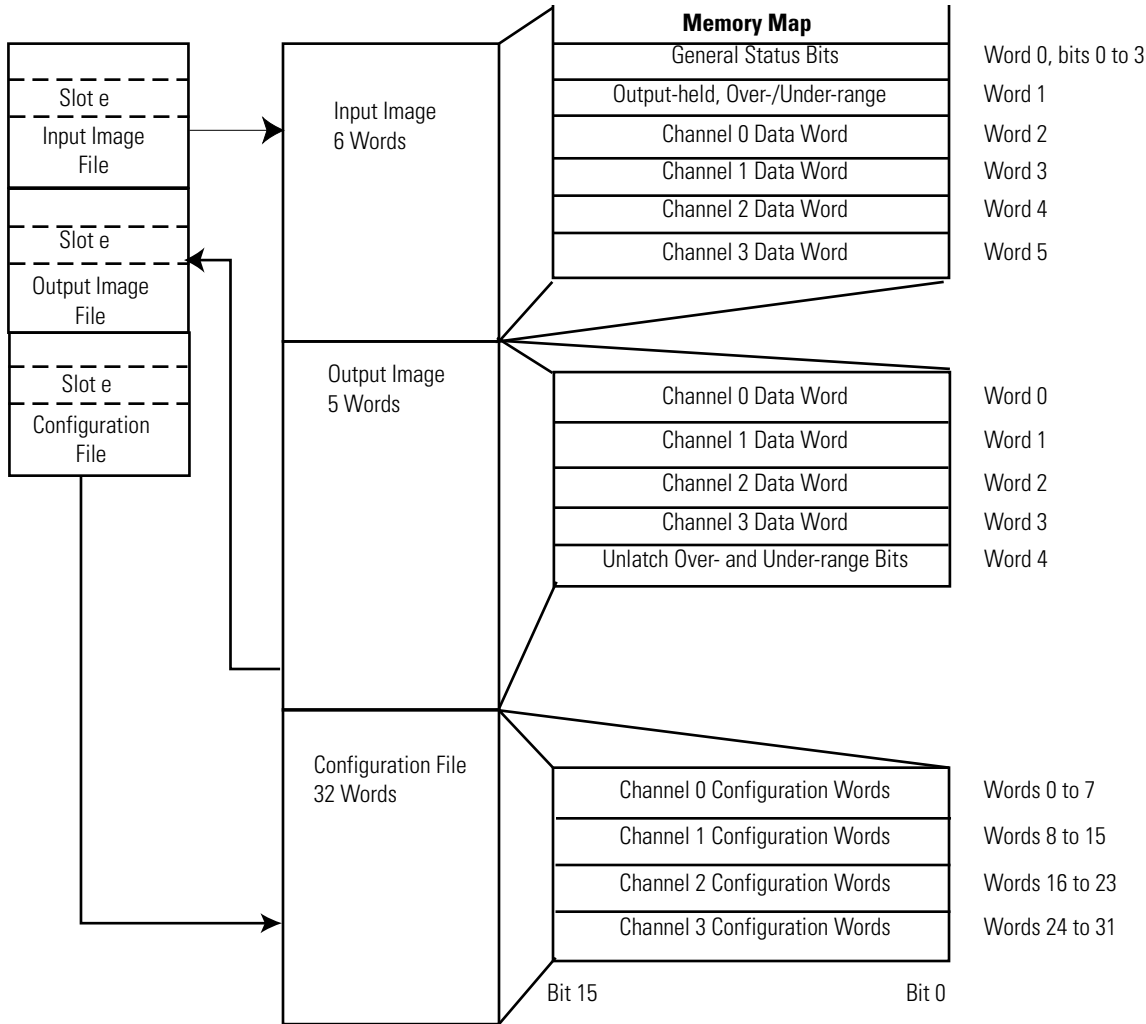 Memory Map
Slot e
Input Image
File
Slot e
Output Image
File
Slot e
Configuration
File
Input Image
6 Words
General Status Bits
Word 0, bits 0 to 3
Output-held, Over-/Under-range
Word 1
Channel 0 Data Word
Word 2
Channel 1 Data Word
Word 3
Channel 2 Data Word
Word 4
Channel 3 Data Word
Word 5
Output Image
5 Words
Channel 0 Data Word
Word 0
Channel 1 Data Word
Word 1
Channel 2 Data Word
Word 2
Channel 3 Data Word
Word 3
Unlatch Over- and Under-range Bits
Word 4
Configuration File
32 Words
Channel 0 Configuration Words
Words 0 to 7
Channel 1 Configuration Words
Words 8 to 15
Channel 2 Configuration Words
Words 16 to 23
Channel 3 Configuration Words
Words 24 to 31
Bit 15
Bit 0